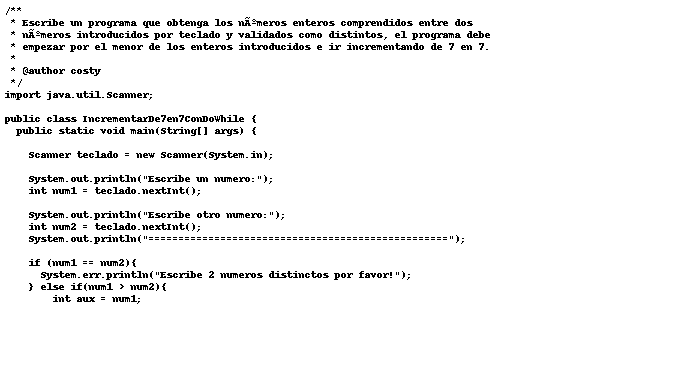 /**
 * Escribe un programa que obtenga los nÃºmeros enteros comprendidos entre dos
 * nÃºmeros introducidos por teclado y validados como distintos, el programa debe
 * empezar por el menor de los enteros introducidos e ir incrementando de 7 en 7.
 *
 * @author costy
 */
import java.util.Scanner;

public class IncrementarDe7en7ConDoWhile {
  public static void main(String[] args) {

    Scanner teclado = new Scanner(System.in);

    System.out.println("Escribe un numero:");
    int num1 = teclado.nextInt();

    System.out.println("Escribe otro numero:");
    int num2 = teclado.nextInt();
    System.out.println("==================================================");

    if (num1 == num2){
      System.err.println("Escribe 2 numeros distinctos por favor!");
    } else if(num1 > num2){
        int aux = num1;